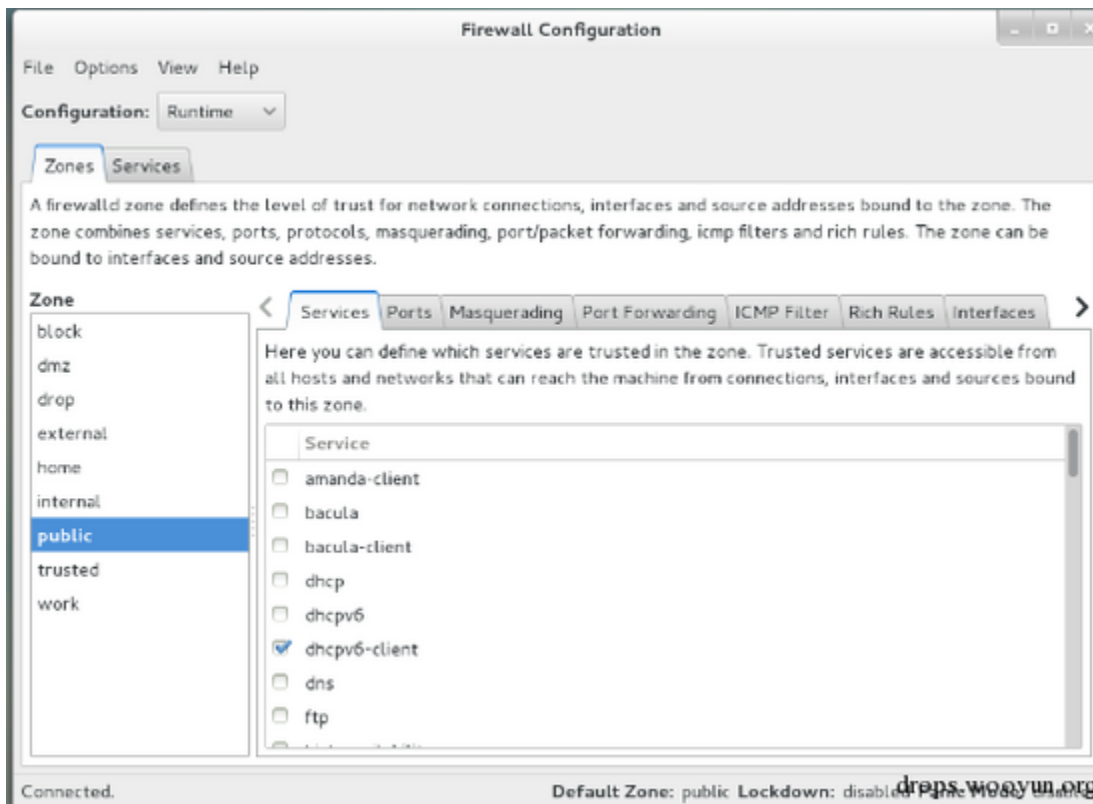 Firewall Configuration
File Options View Help
Configuration: Runtime
Zones Services
A firewalld zone defines the level of trust for network connections, interfaces and source addresses bound to the zone. The
zone combines services, ports, protocols, masquerading, port/packet forwarding, icmp filters and rich rules. The zone can be
bound to interfaces and source addresses.
Zone
block
dmz
drop
external
home
internal
public
trusted
work
Services Ports Masquerading Port Forwarding ICMP Filter Rich Rules Interfaces
Here you can define which services are trusted in the zone. Trusted services are accessible from
all hosts and networks that can reach the machine from connections, interfaces and sources bound
to this zone.
Service
amanda-client
bacula
bacula-client
dhcp
dhcpv6
dhcpv6-client
dns
ftp
Connected.
Default Zone: public Lockdown: disabled
drops.wooyun.org